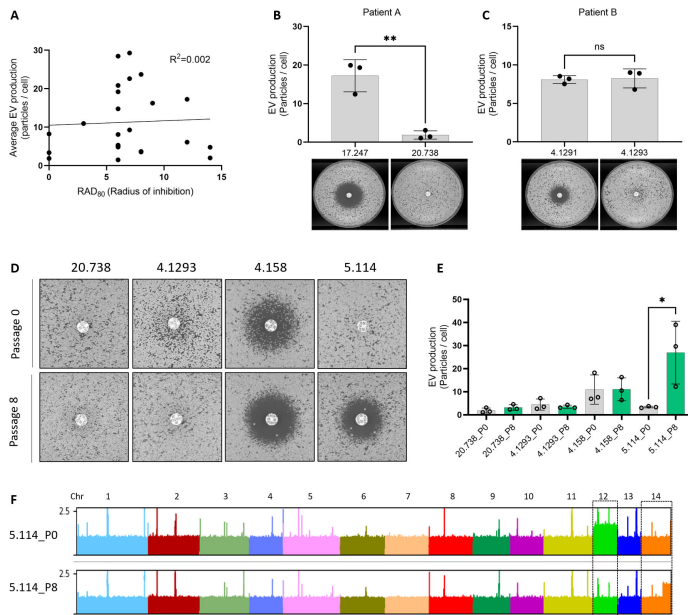 A
Average EV production
(particles / cell)
30
20
10
0
0
5
10
15
R²=0.002
RAD₈₀ (Radius of inhibition)
B
Patient A
EV production
(Particles / cell)
30
20
10
0
**
17.247
20.738
C
Patient B
EV production
(Particles / cell)
15
10
5
0
ns
4.1291
4.1293
D
20.738
4.1293
4.158
5.114
Passage 0
Passage 8
E
EV production
(Particles / cell)
50
40
30
20
10
0
*
20.738_P0
20.738_P8
4.1293_P0
4.1293_P8
4.158_P0
4.158_P8
5.114_P0
5.114_P8
F
Chr 1 2 3 4 5 6 7 8 9 10 11 12 13 14
5.114_P0
2.5
0
5.114_P8
2.5
0